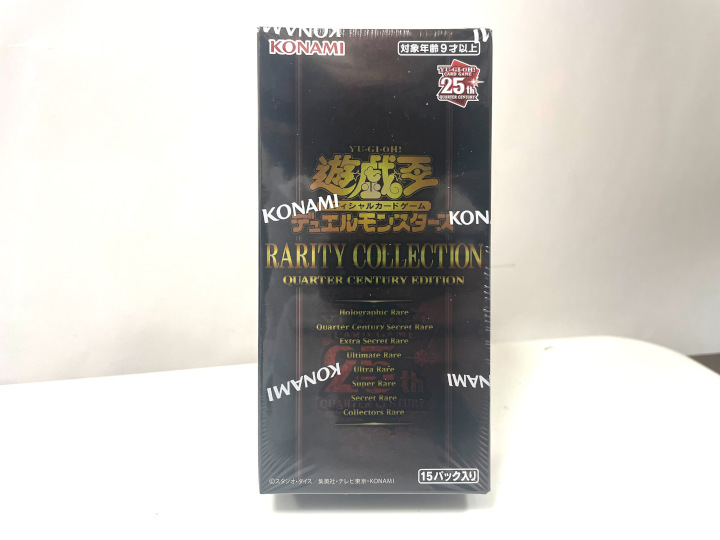 KONAMI
対象年齢9才以上
YU-GI-OH!
CARD GAME
25th
QUARTER CENTURY
YU-GI-OH!
遊戯王
ィシャルカードゲーム
デュエルモンスターズ
KONAMI
KON
RARITY COLLECTION
QUARTER CENTURY EDITION
Holographic Rare
Quarter Century Secret Rare
Extra Secret Rare
Ultimate Rare
Ultra Rare
Super Rare
Secret Rare
Collectors Rare
KONAMI
25th
QUARTER CENTURY
©スタジオ・ダイス/集英社・テレビ東京・KONAMI
15パック入り